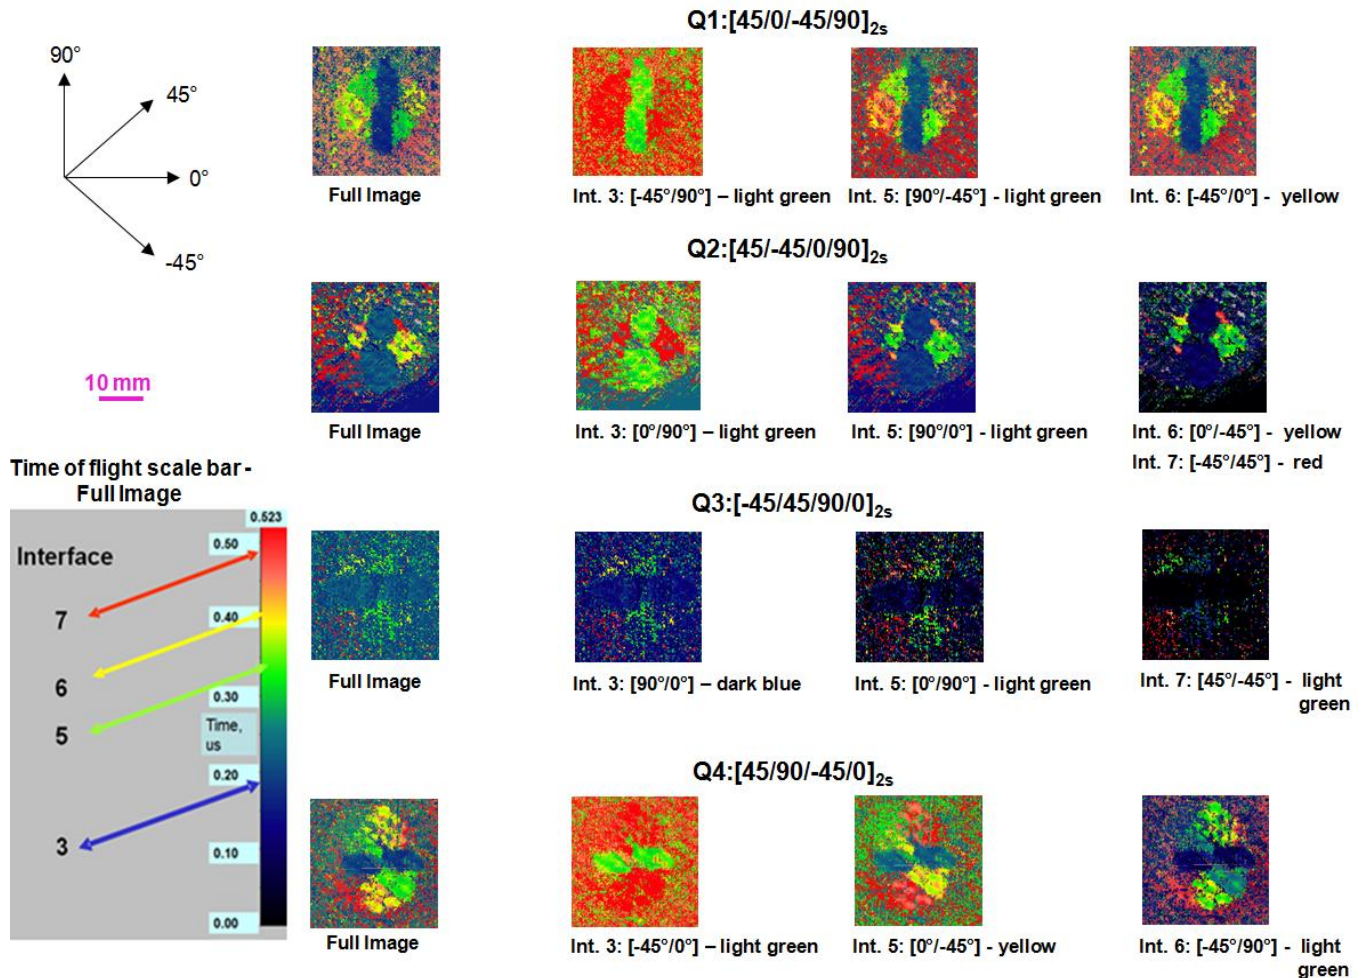 Q1:[45/0/-45/90]2s
90°
45°
0°
-45°
Full Image
Int. 3: [-45°/90°] – light green
Int. 5: [90°/-45°] - light green
Int. 6: [-45°/0°] - yellow
Q2:[45/-45/0/90]2s
10 mm
Full Image
Int. 3: [0°/90°] – light green
Int. 5: [90°/0°] - light green
Int. 6: [0°/-45°] - yellow
Int. 7: [-45°/45°] - red
Time of flight scale bar -
Full Image
0.523
0.50
Interface
7
0.40
6
0.30
5
Time,
us
0.20
3
0.10
0.00
Q3:[-45/45/90/0]2s
Full Image
Int. 3: [90°/0°] – dark blue
Int. 5: [0°/90°] - light green
Int. 7: [45°/-45°] - light
green
Q4:[45/90/-45/0]2s
Full Image
Int. 3: [-45°/0°] – light green
Int. 5: [0°/-45°] - yellow
Int. 6: [-45°/90°] - light
green